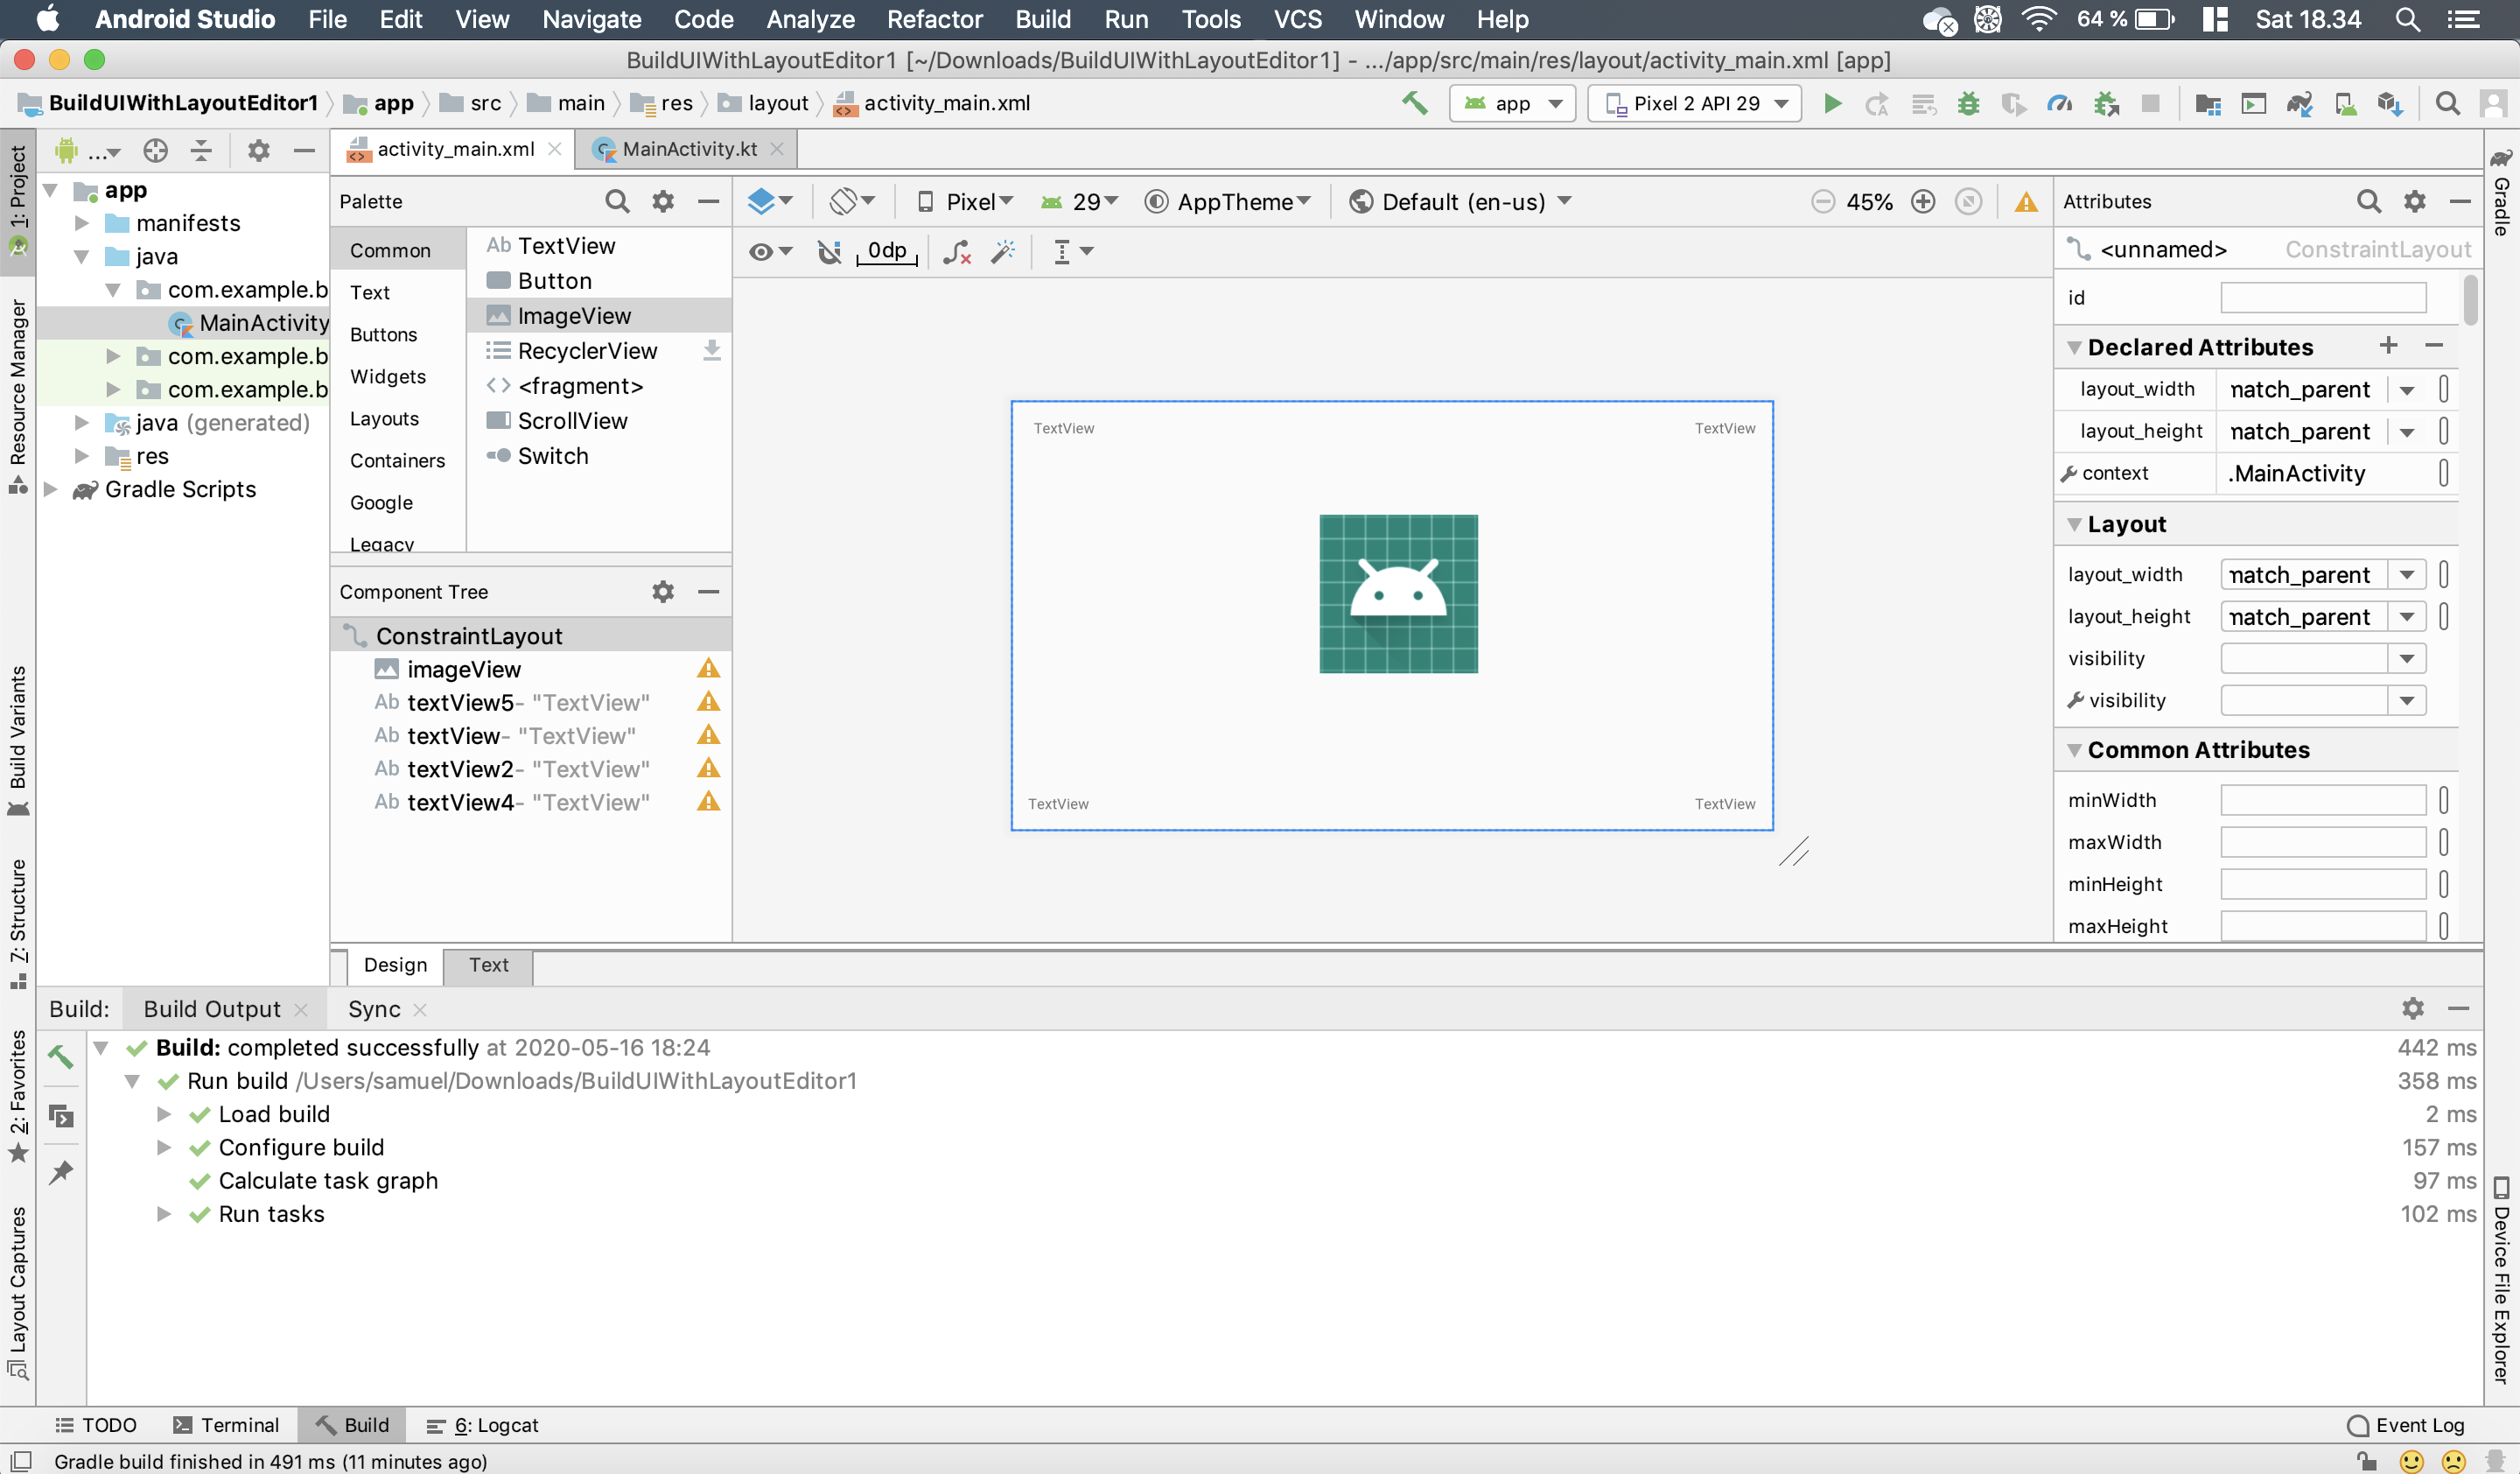 Android Studio File Edit View Navigate Code Analyze Refactor Build Run Tools VCS Window Help 64 % Sat 18.34
BuildUIWithLayoutEditor1 [~/Downloads/BuildUIWithLayoutEditor1] - .../app/src/main/res/layout/activity_main.xml [app]
BuildUIWithLayoutEditor1 app src main res layout activity_main.xml app Pixel 2 API 29
... activity_main.xml MainActivity.kt
1: Project
Resource Manager
Build Variants
7: Structure
2: Favorites
Layout Captures
app
manifests
java
com.example.b
MainActivity
com.example.b
com.example.b
java (generated)
res
Gradle Scripts
Palette
Common
Text
Buttons
Widgets
Layouts
Containers
Google
Legacy
Ab TextView
Button
ImageView
RecyclerView
<fragment>
ScrollView
Switch
Component Tree
ConstraintLayout
imageView
Ab textView5- "TextView"
Ab textView- "TextView"
Ab textView2- "TextView"
Ab textView4- "TextView"
Pixel 29 AppTheme Default (en-us) 45%
0dp
TextView TextView
TextView TextView
Attributes
<unnamed> ConstraintLayout
id
Declared Attributes
layout_width match_parent
layout_height match_parent
context .MainActivity
Layout
layout_width match_parent
layout_height match_parent
visibility
visibility
Common Attributes
minWidth
maxWidth
minHeight
maxHeight
Gradle
Device File Explorer
Design Text
Build: Build Output Sync
Build: completed successfully at 2020-05-16 18:24 442 ms
Run build /Users/samuel/Downloads/BuildUIWithLayoutEditor1 358 ms
Load build 2 ms
Configure build 157 ms
Calculate task graph 97 ms
Run tasks 102 ms
TODO Terminal Build 6: Logcat Event Log
Gradle build finished in 491 ms (11 minutes ago)